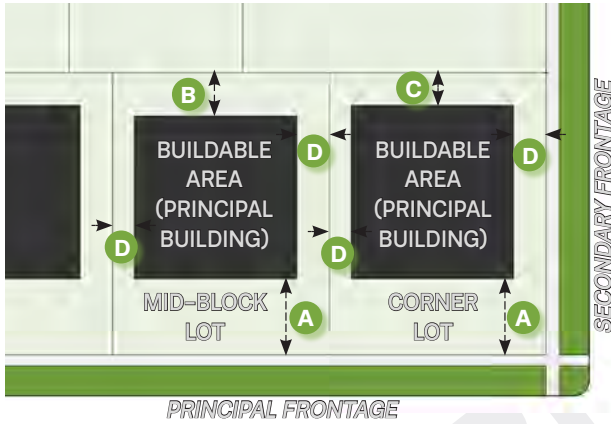 B
C
D
D
BUILDABLE
AREA
(PRINCIPAL
BUILDING)
BUILDABLE
AREA
(PRINCIPAL
BUILDING)
D
D
MID-BLOCK
LOT
A
CORNER
LOT
A
SECONDARY FRONTAGE
PRINCIPAL FRONTAGE